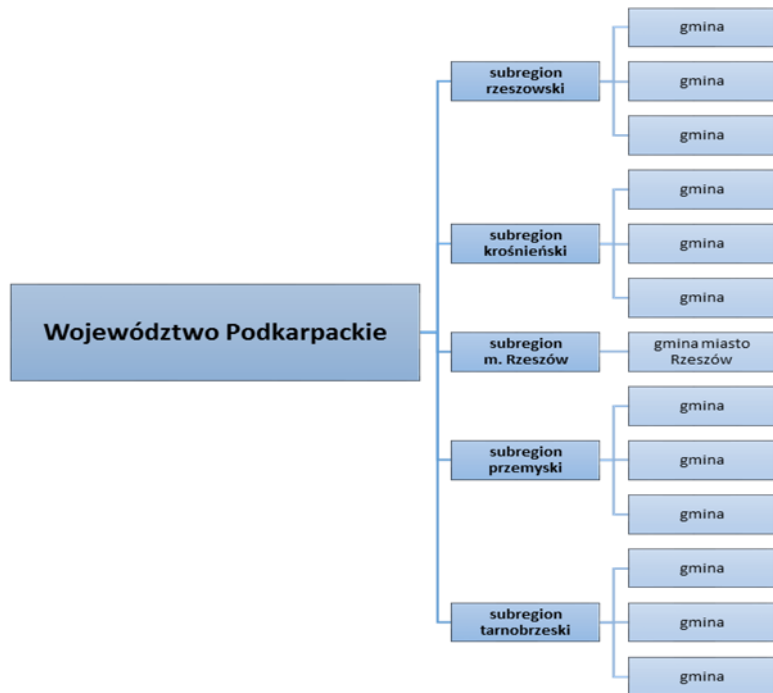 Województwo Podkarpackie
subregion
rzeszowski
gmina
gmina
gmina
subregion
krośnieński
gmina
gmina
gmina
subregion
m. Rzeszów
gmina miasto
Rzeszów
subregion
przemyski
gmina
gmina
gmina
subregion
tarnobrzeski
gmina
gmina
gmina